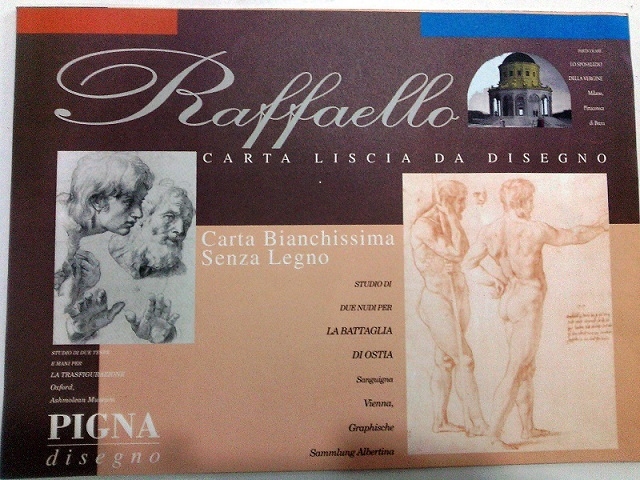 Raffaello
CARTA LISCIA DA DISEGNO
PARTICOLARE
LO SPOSALIZIO
DELLA VERGINE
Milano,
Pinacoteca
di Brera
Carta Bianchissima
Senza Legno
STUDIO DI
DUE NUDI PER
LA BATTAGLIA
DI OSTIA
Sanguigna
Vienna,
Graphische
Sammlung Albertina
STUDIO DI DUE TESTE
E MANI PER
LA TRASFIGURAZIONE
Oxford,
Ashmolean Museum
PIGNA
disegno